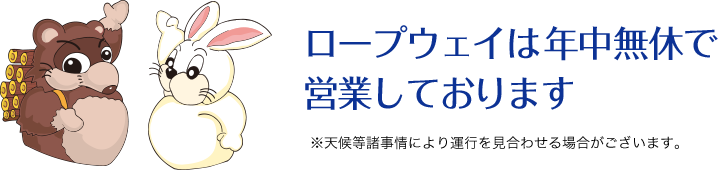 ロープウェイは年中無休で
営業しております
※天候等諸事情により運行を見合わせる場合がございます。